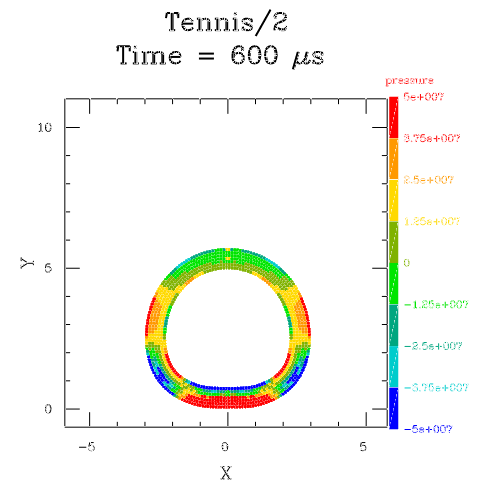 Tennis/2
Time = 600 μs
pressure
5e+007
3.75e+007
2.5e+007
1.25e+007
0
-1.25e+007
-2.5e+007
-3.75e+007
-5e+007
10
5
0
Y
-5
0
5
X